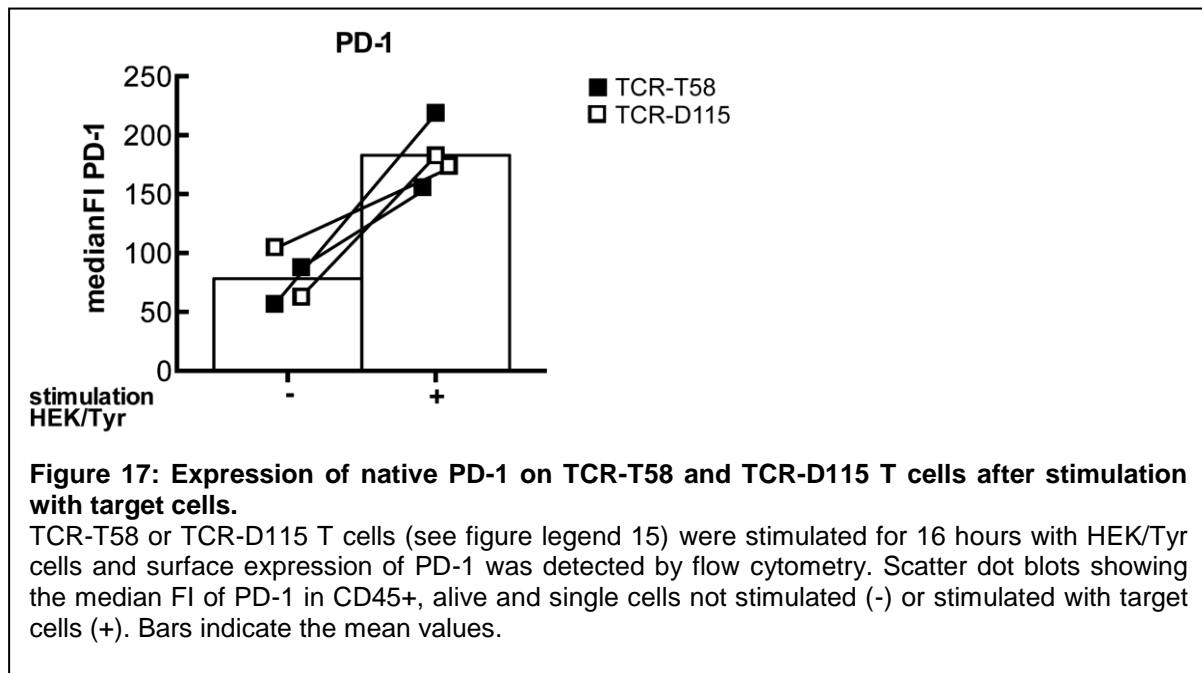 PD-1
250
200
150
100
50
0
medianFI PD-1
TCR-T58
TCR-D115
stimulation - +
HEK/Tyr
Figure 17: Expression of native PD-1 on TCR-T58 and TCR-D115 T cells after stimulation
with target cells.
TCR-T58 or TCR-D115 T cells (see figure legend 15) were stimulated for 16 hours with HEK/Tyr
cells and surface expression of PD-1 was detected by flow cytometry. Scatter dot blots showing
the median FI of PD-1 in CD45+, alive and single cells not stimulated (-) or stimulated with target
cells (+). Bars indicate the mean values.